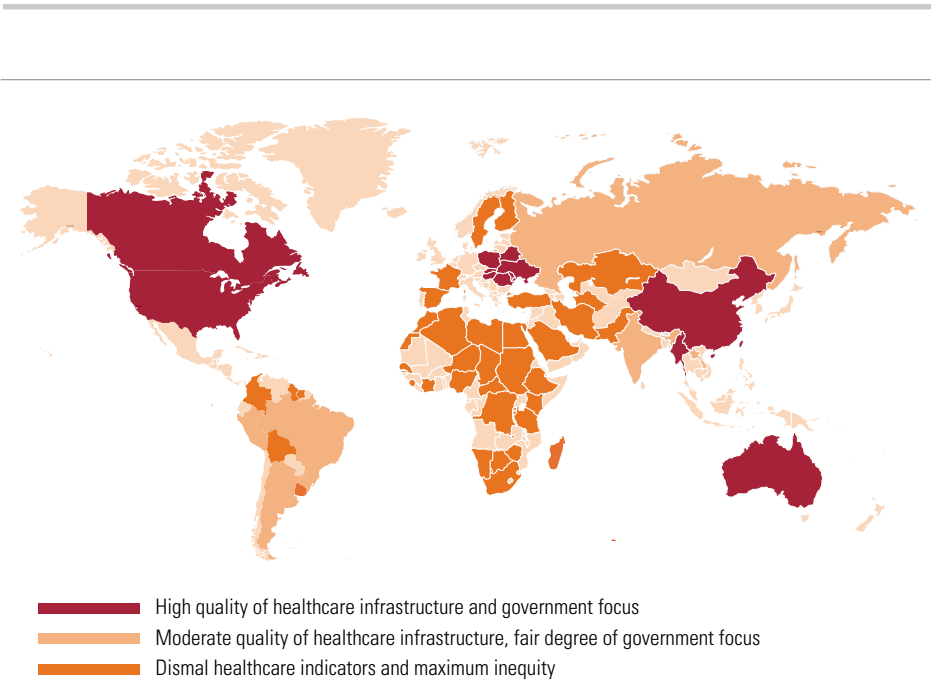 High quality of healthcare infrastructure and government focus
Moderate quality of healthcare infrastructure, fair degree of government focus
Dismal healthcare indicators and maximum inequity